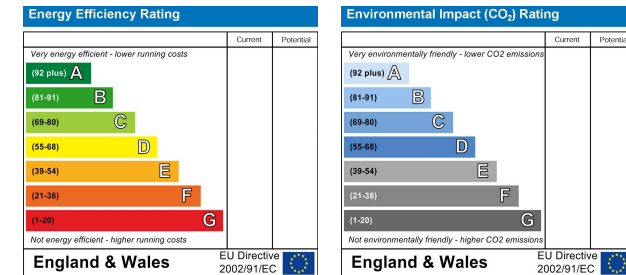 Energy Efficiency Rating
Current Potential
Very energy efficient - lower running costs
(92 plus) A
(81-91) B
(69-80) C
(55-68) D
(39-54) E
(21-38) F
(1-20) G
Not energy efficient - higher running costs
England & Wales
EU Directive
2002/91/EC
Environmental Impact (CO₂) Rating
Current Potentia
Very environmentally friendly - lower CO2 emissions
(92 plus) A
(81-91) B
(69-80) C
(55-68) D
(39-54) E
(21-38) F
(1-20) G
Not environmentally friendly - higher CO2 emissions
England & Wales
EU Directive
2002/91/EC